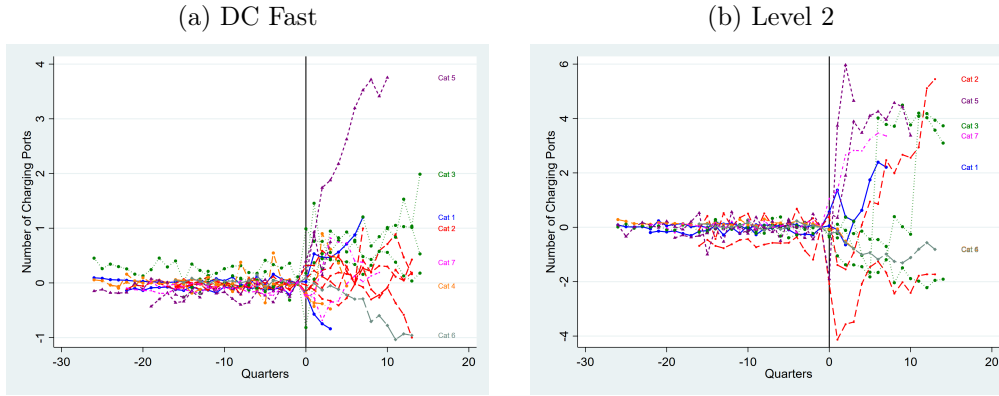 (a) DC Fast
Number of Charging Ports
4
3
2
1
0
-1
Cat 5
Cat 3
Cat 1
Cat 2
Cat 7
Cat 4
Cat 6
-30
-20
-10
0
10
20
Quarters
(b) Level 2
Number of Charging Ports
6
4
2
0
-2
-4
Cat 2
Cat 5
Cat 3
Cat 7
Cat 1
-30
-20
-10
0
10
20
Quarters